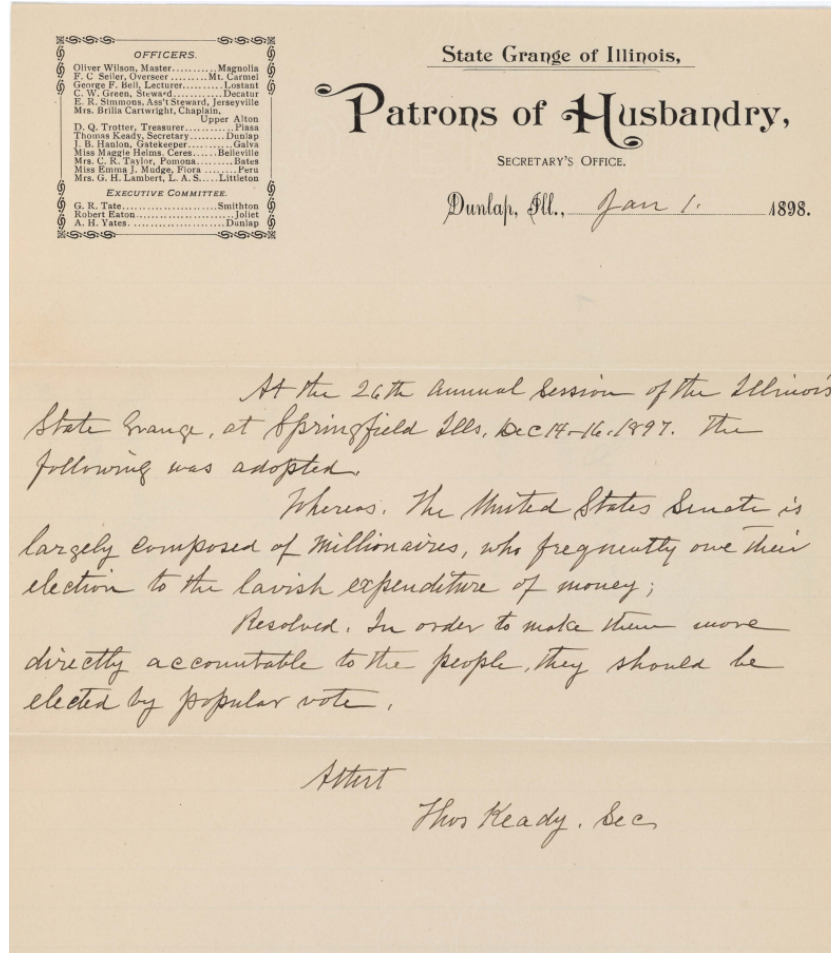 OFFICERS.
Oliver Wilson, Master..........Magnolia
F. C Seiler, Overseer ........Mt. Carmel
George F. Bell, Lecturer..........Lostant
C. W. Green, Steward............Decatur
E. R. Simmons, Ass't Steward, Jerseyville
Mrs. Brilla Cartwright, Chaplain,
Upper Alton
D. Q. Trotter, Treasurer............Piasa
Thomas Keady, Secretary.......Dunlap
J. B. Hanlon, Gatekeeper..........Galva
Miss Maggie Helms. Ceres.....Belleville
Mrs. C. R. Taylor, Pomona.........Bates
Miss Emma J. Mudge, Flora .......Peru
Mrs. G. H. Lambert, L. A. S.....Littleton
EXECUTIVE COMMITTEE.
G. R. Tate.........................Smithton
Robert Eaton........................Joliet
A. H. Yates. ......................Dunlap
State Grange of Illinois,
Patrons of Husbandry,
SECRETARY'S OFFICE.
Dunlap, Ill., Jan 1. 1898.
At the 26th Annual Session of the Illinois
State Grange, at Springfield Ills. Dec 14-16-1897. The
following was adopted.
Whereas. The United States Senate is
largely composed of Millionaires, who frequently owe their
election to the lavish expenditure of money;
Resolved. In order to make them more
directly accountable to the people, they should be
elected by popular vote.
Attest
Thos Keady. Sec